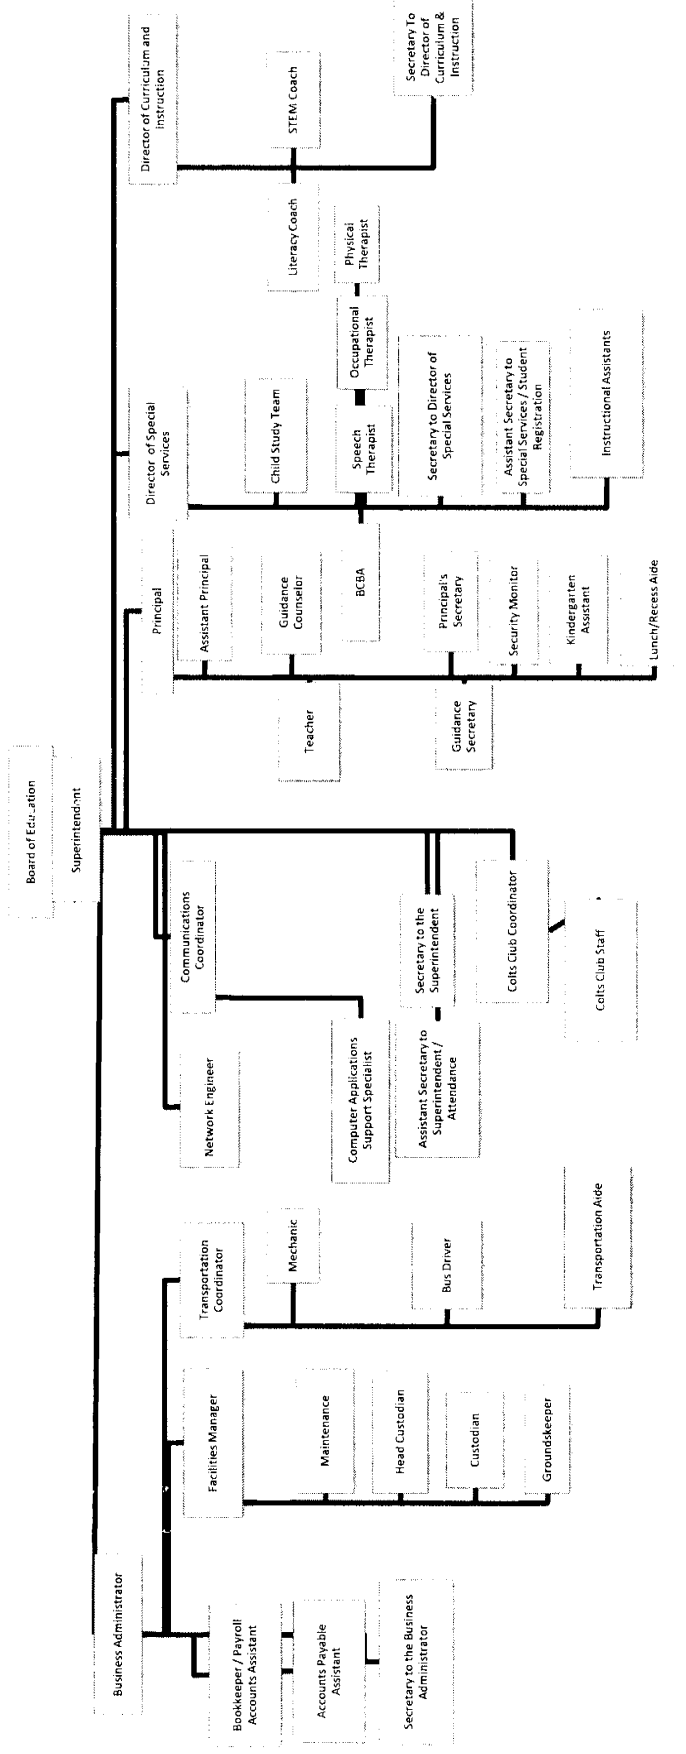 Board of Education
Superintendent
Business Administrator
Bookkeeper / Payroll
Accounts Assistant
Accounts Payable
Assistant
Secretary to the Business
Administrator
Facilities Manager
Maintenance
Head Custodian
Custodian
Groundskeeper
Transportation
Coordinator
Mechanic
Bus Driver
Transportation Aide
Network Engineer
Communications
Coordinator
Computer Applications
Support Specialist
Secretary to the
Superintendent
Assistant Secretary to
Superintendent /
Attendance
Colts Club Coordinator
Colts Club Staff
Principal
Assistant Principal
Teacher
Guidance
Counselor
Guidance
Secretary
Principal's
Secretary
Security Monitor
Kindergarten
Assistant
Lunch/Recess Aide
Director of Special
Services
Child Study Team
BCBA
Speech
Therapist
Occupational
Therapist
Physical
Therapist
Secretary to Director of
Special Services
Assistant Secretary to
Special Services / Student
Registration
Instructional Assistants
Director of Curriculum and
Instruction
Literacy Coach
STEM Coach
Secretary To
Director of
Curriculum &
Instruction